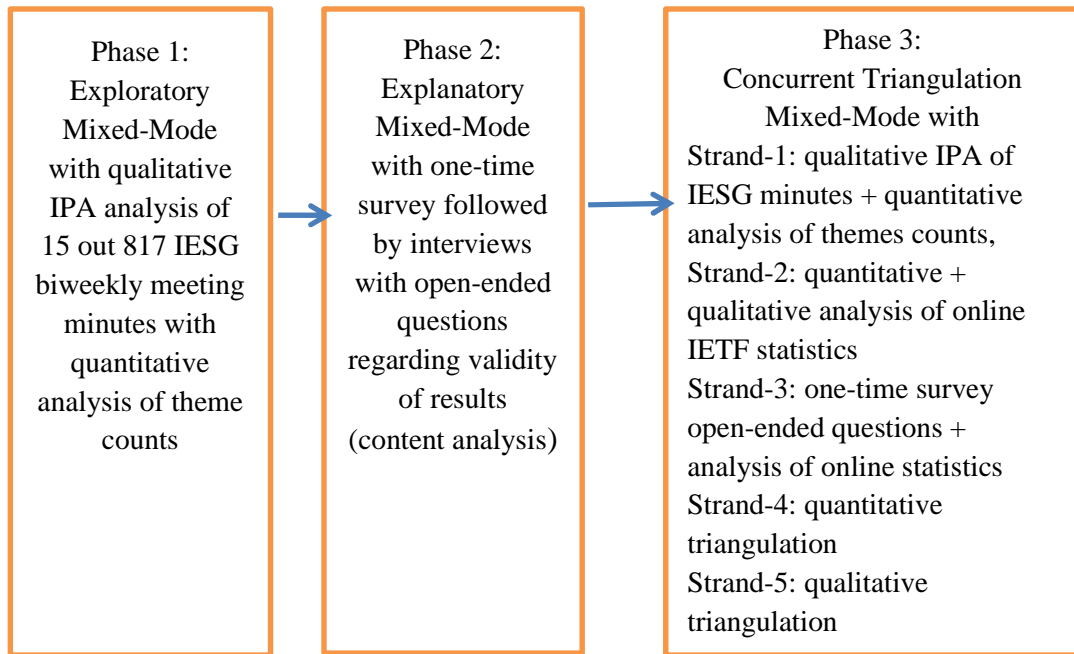 Phase 1:
Exploratory
Mixed-Mode
with qualitative
IPA analysis of
15 out 817 IESG
biweekly meeting
minutes with
quantitative
analysis of theme
counts
Phase 2:
Explanatory
Mixed-Mode
with one-time
survey followed
by interviews
with open-ended
questions
regarding validity
of results
(content analysis)
Phase 3:
Concurrent Triangulation
Mixed-Mode with
Strand-1: qualitative IPA of
IESG minutes + quantitative
analysis of themes counts,
Strand-2: quantitative +
qualitative analysis of online
IETF statistics
Strand-3: one-time survey
open-ended questions +
analysis of online statistics
Strand-4: quantitative
triangulation
Strand-5: qualitative
triangulation